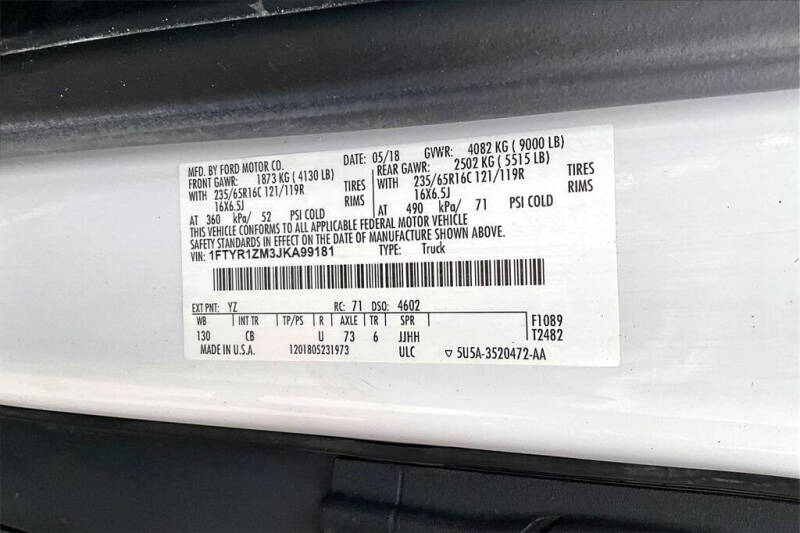 MFD. BY FORD MOTOR CO. DATE: 05/18 GVWR: 4082 KG ( 9000 LB)
FRONT GAWR: 1873 KG ( 4130 LB) REAR GAWR: 2502 KG ( 5515 LB)
WITH 235/65R16C 121/119R TIRES WITH 235/65R16C 121/119R TIRES
16X6.5J RIMS 16X6.5J RIMS
AT 360 kPa/ 52 PSI COLD AT 490 kPa/ 71 PSI COLD
THIS VEHICLE CONFORMS TO ALL APPLICABLE FEDERAL MOTOR VEHICLE
SAFETY STANDARDS IN EFFECT ON THE DATE OF MANUFACTURE SHOWN ABOVE.
VIN: 1FTYR1ZM3JKA99181 TYPE: Truck
EXT PNT: YZ RC: 71 DSO: 4602
WB INT TR TP/PS R AXLE TR SPR F1089
130 CB U 73 6 JJHH T2482
MADE IN U.S.A. 1201805231973 ULC ▽ 5U5A-3520472-AA